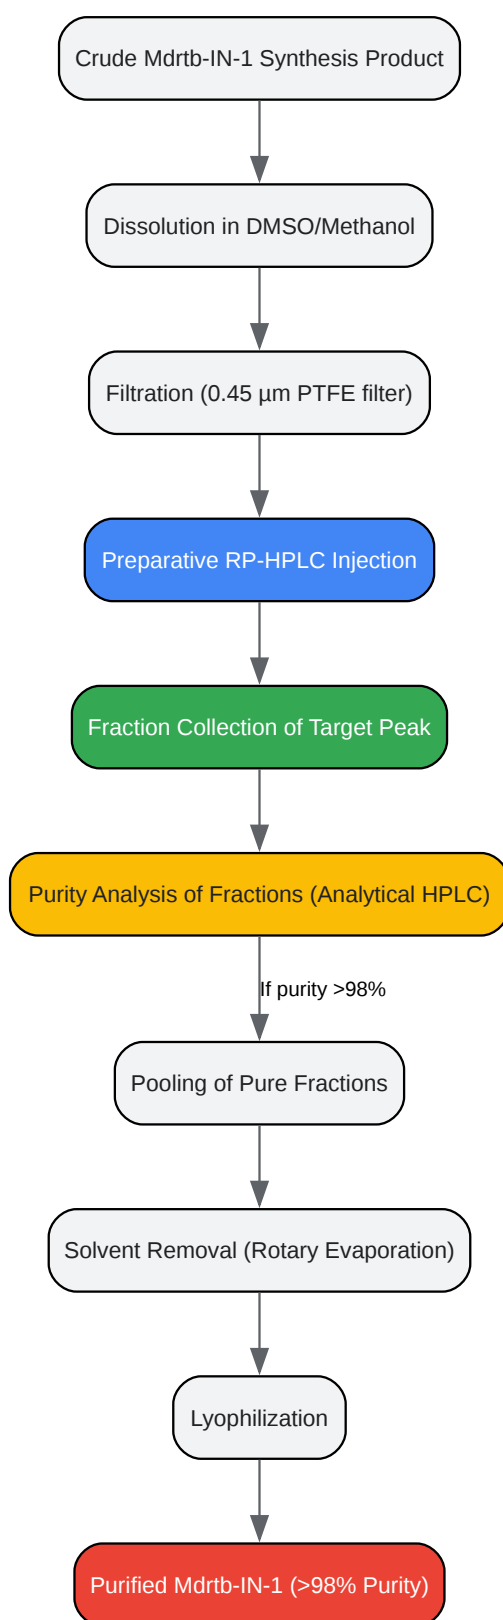 Crude Mdrtb-IN-1 Synthesis Product
Dissolution in DMSO/Methanol
Filtration (0.45 µm PTFE filter)
Preparative RP-HPLC Injection
Fraction Collection of Target Peak
Purity Analysis of Fractions (Analytical HPLC)
If purity >98%
Pooling of Pure Fractions
Solvent Removal (Rotary Evaporation)
Lyophilization
Purified Mdrtb-IN-1 (>98% Purity)